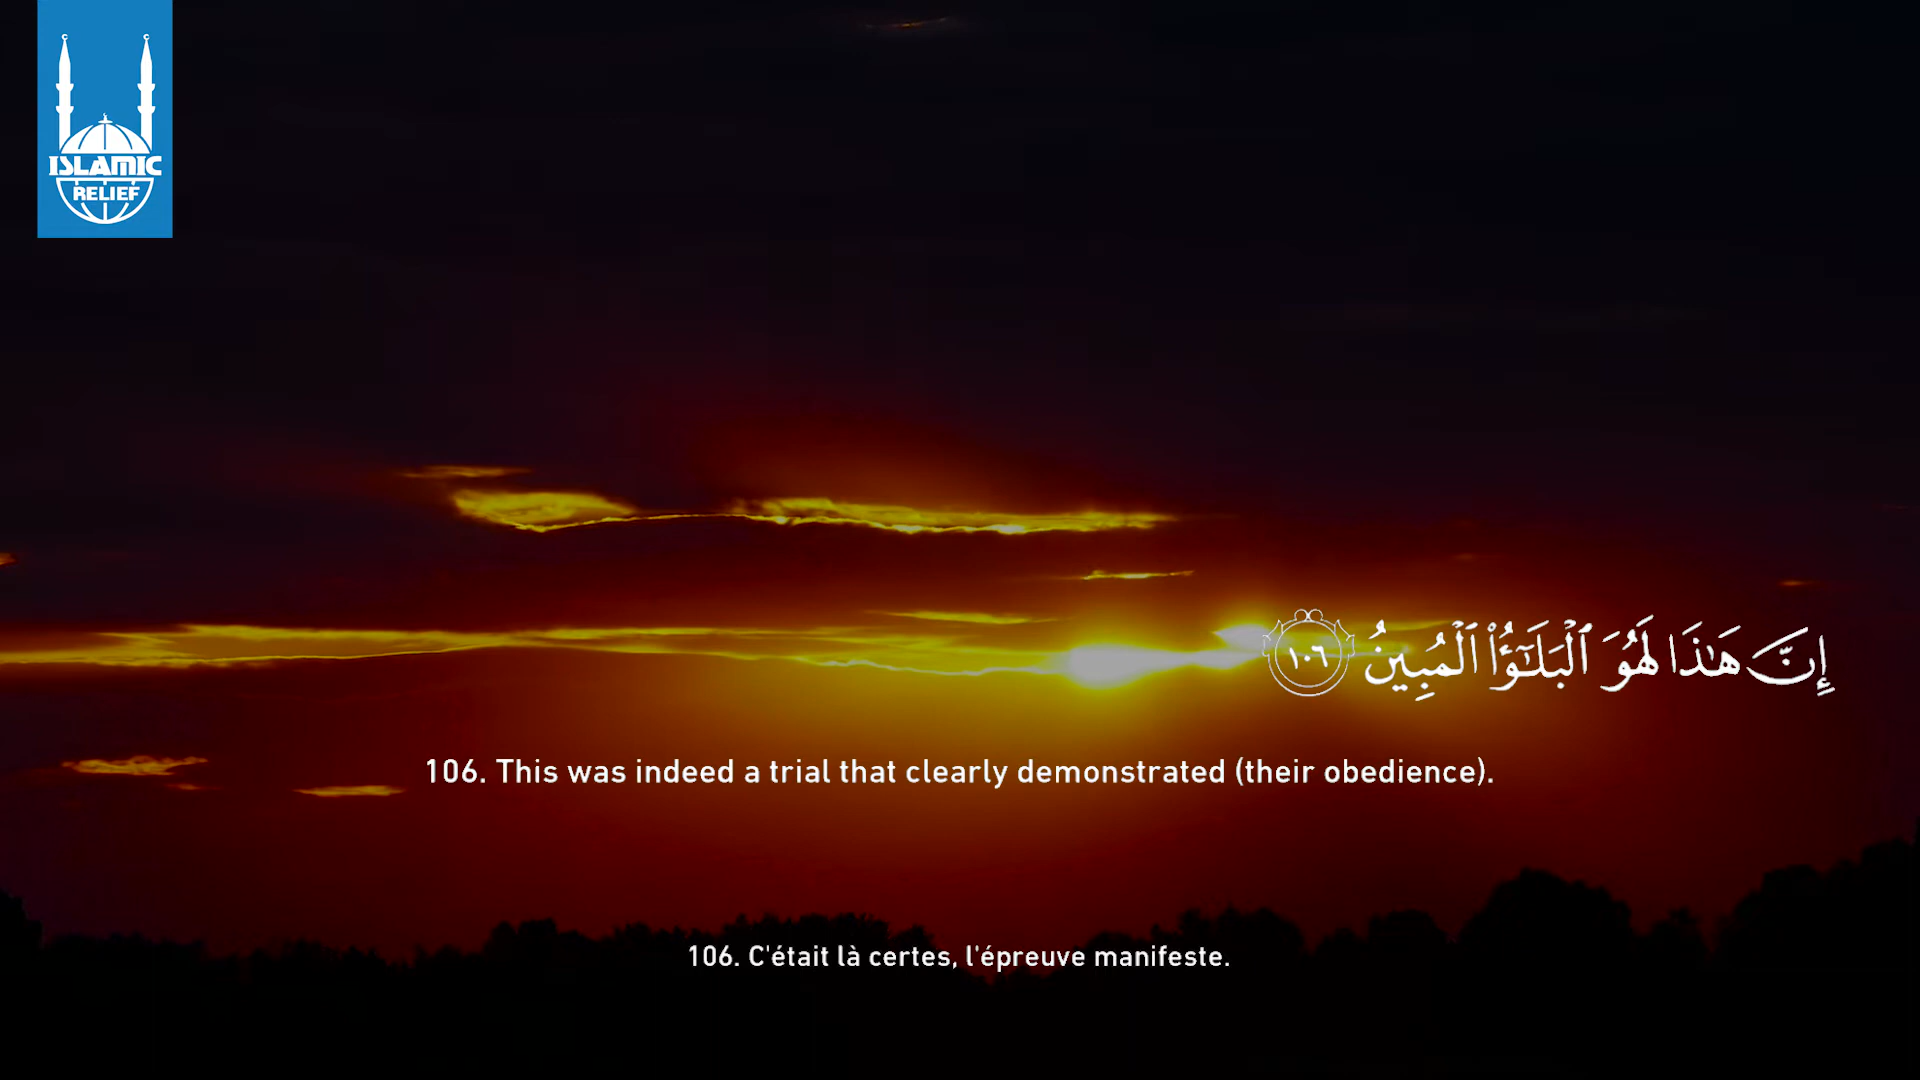 ISLAMIC
RELIEF
إِنَّ هَـٰذَا لَهُوَ ٱلْبَلَـٰٓؤُا۟ ٱلْمُبِينُ ١٠٦
106. This was indeed a trial that clearly demonstrated (their obedience).
106. C'était là certes, l'épreuve manifeste.